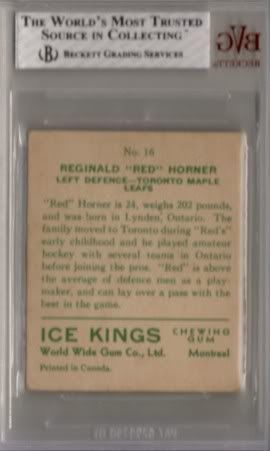 THE WORLD'S MOST TRUSTED
SOURCE IN COLLECTING™
B BECKETT GRADING SERVICES
BVG
BECKETT
No. 16
REGINALD "RED" HORNER
LEFT DEFENCE—TORONTO MAPLE
LEAFS
"Red" Horner is 24, weighs 202 pounds,
and was born in Lynden, Ontario. The
family moved to Toronto during "Red's"
early childhood and he played amateur
hockey with several teams in Ontario
before joining the pros. "Red" is above
the average of defence men as a play-
maker, and can lay over a pass with the
best in the game.
ICE KINGS CHEWING
GUM
World Wide Gum Co., Ltd. Montreal
Printed in Canada.